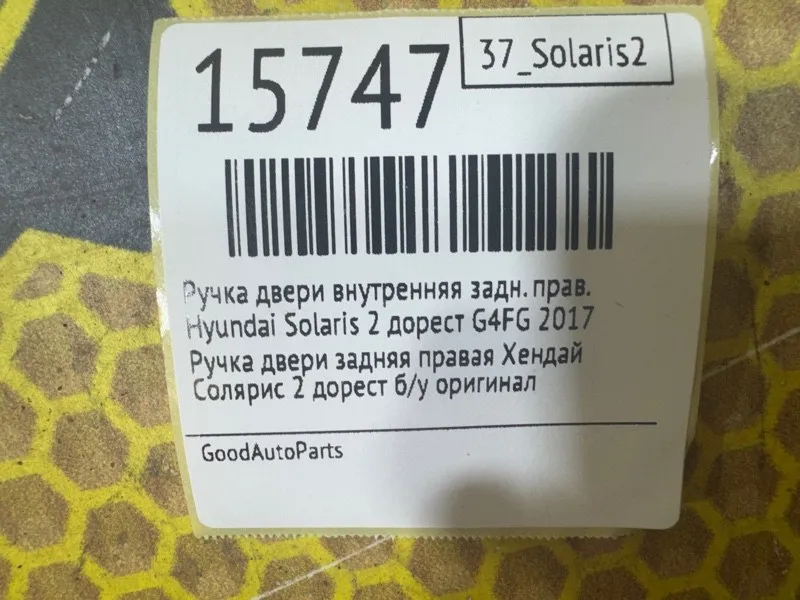 15747
37_Solaris2
Ручка двери внутренняя задн. прав.
Hyundai Solaris 2 дорест G4FG 2017
Ручка двери задняя правая Хендай
Солярис 2 дорест б/у оригинал
GoodAutoParts